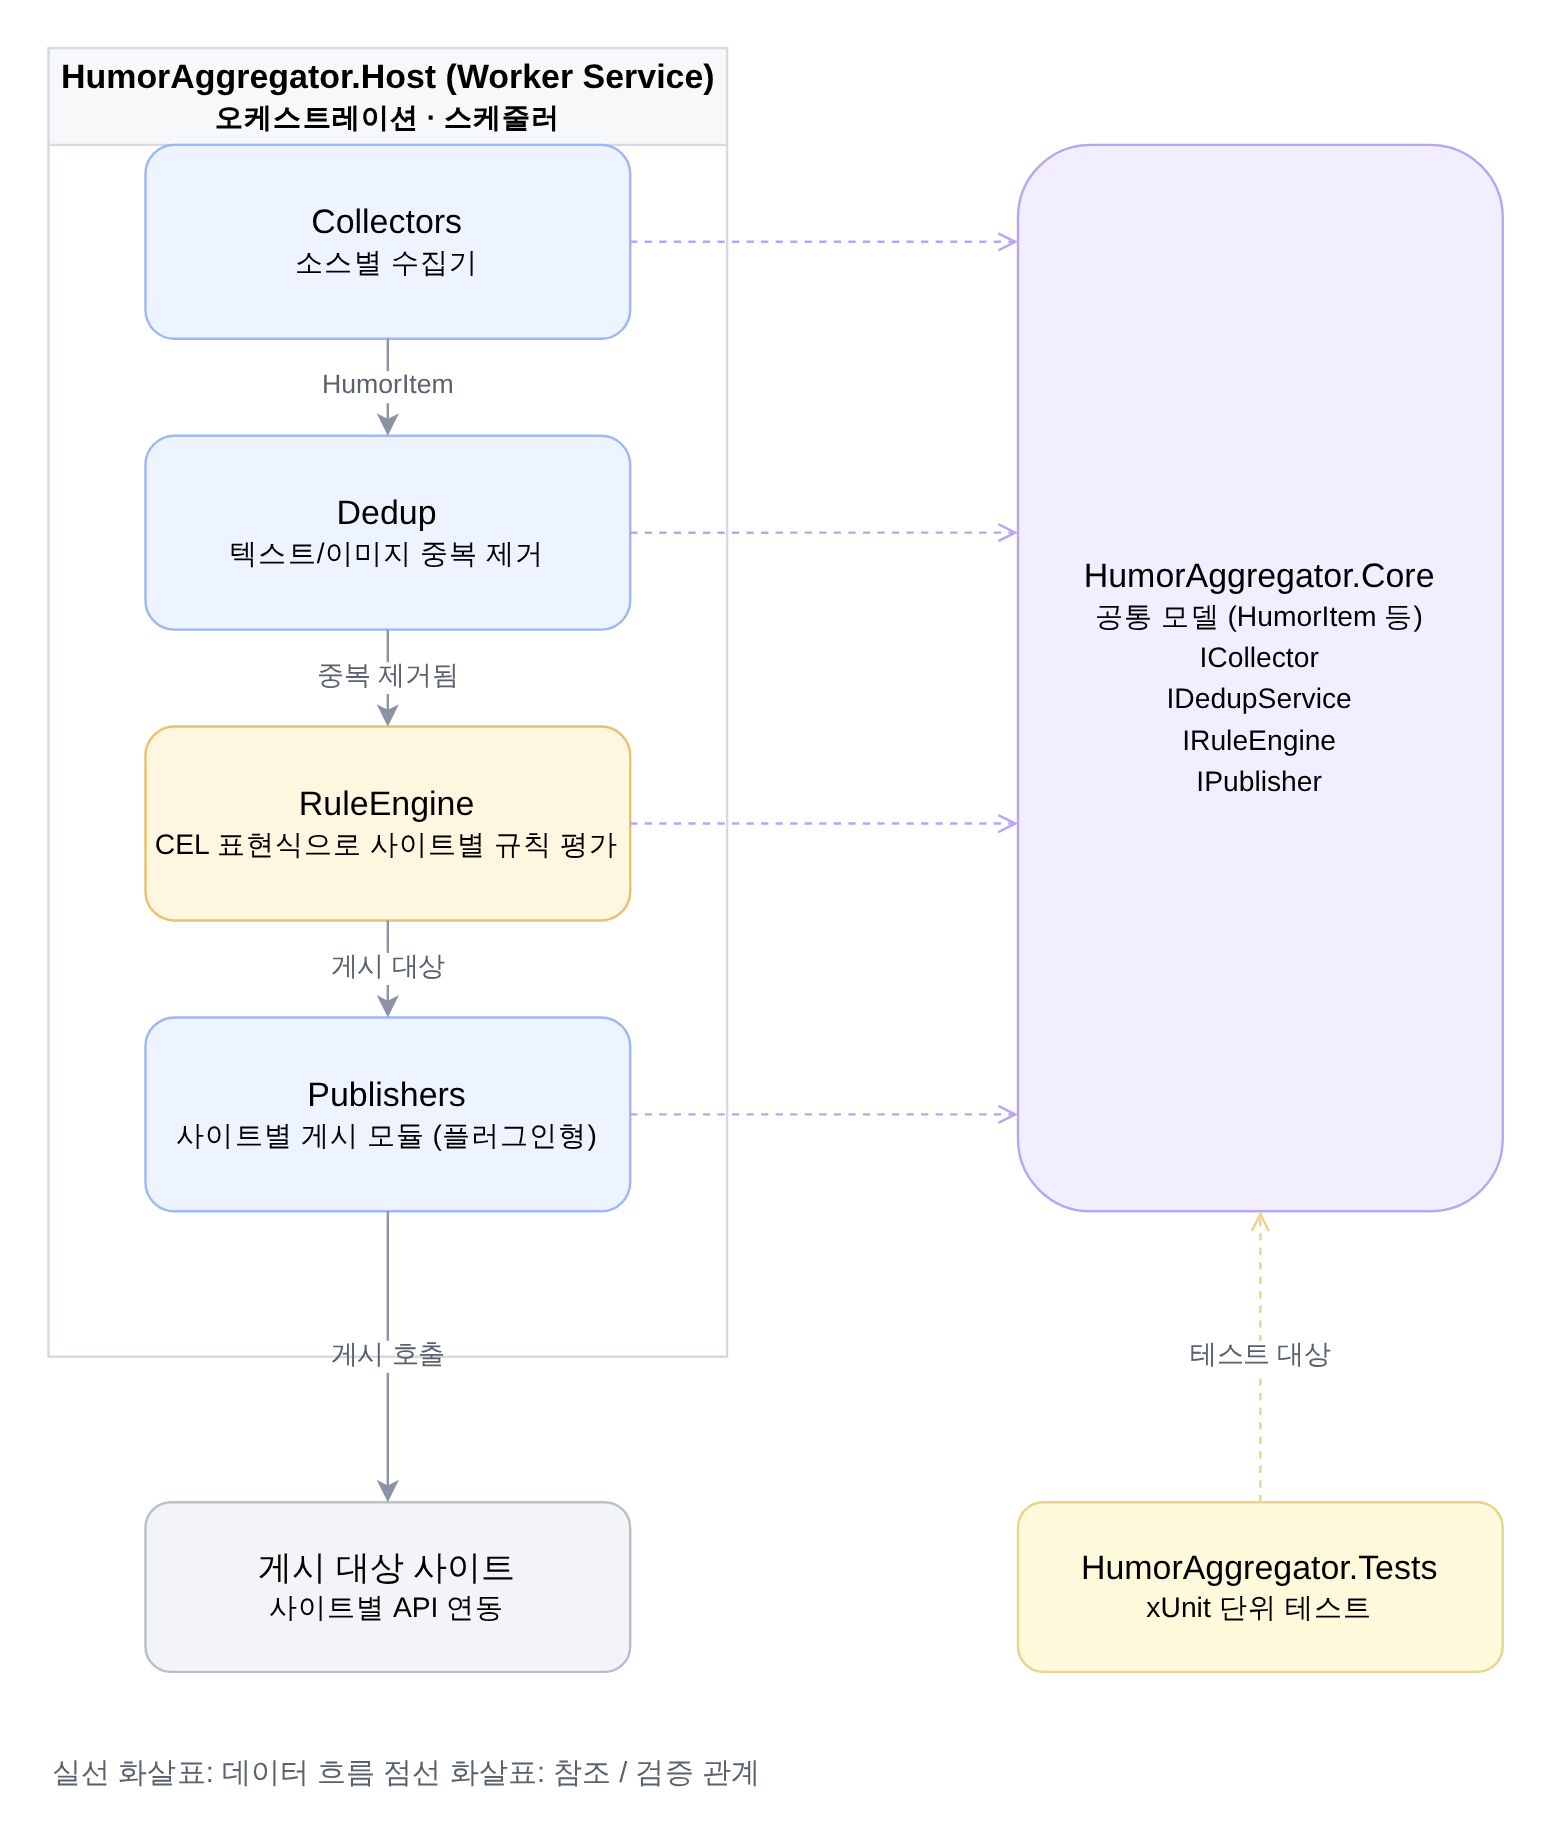 HumorAggregator.Host (Worker Service)
오케스트레이션 · 스케줄러
Collectors
소스별 수집기
HumorItem
Dedup
텍스트/이미지 중복 제거
중복 제거됨
RuleEngine
CEL 표현식으로 사이트별 규칙 평가
게시 대상
Publishers
사이트별 게시 모듈 (플러그인형)
게시 호출
게시 대상 사이트
사이트별 API 연동
HumorAggregator.Core
공통 모델 (HumorItem 등)
ICollector
IDedupService
IRuleEngine
IPublisher
테스트 대상
HumorAggregator.Tests
xUnit 단위 테스트
실선 화살표: 데이터 흐름 점선 화살표: 참조 / 검증 관계